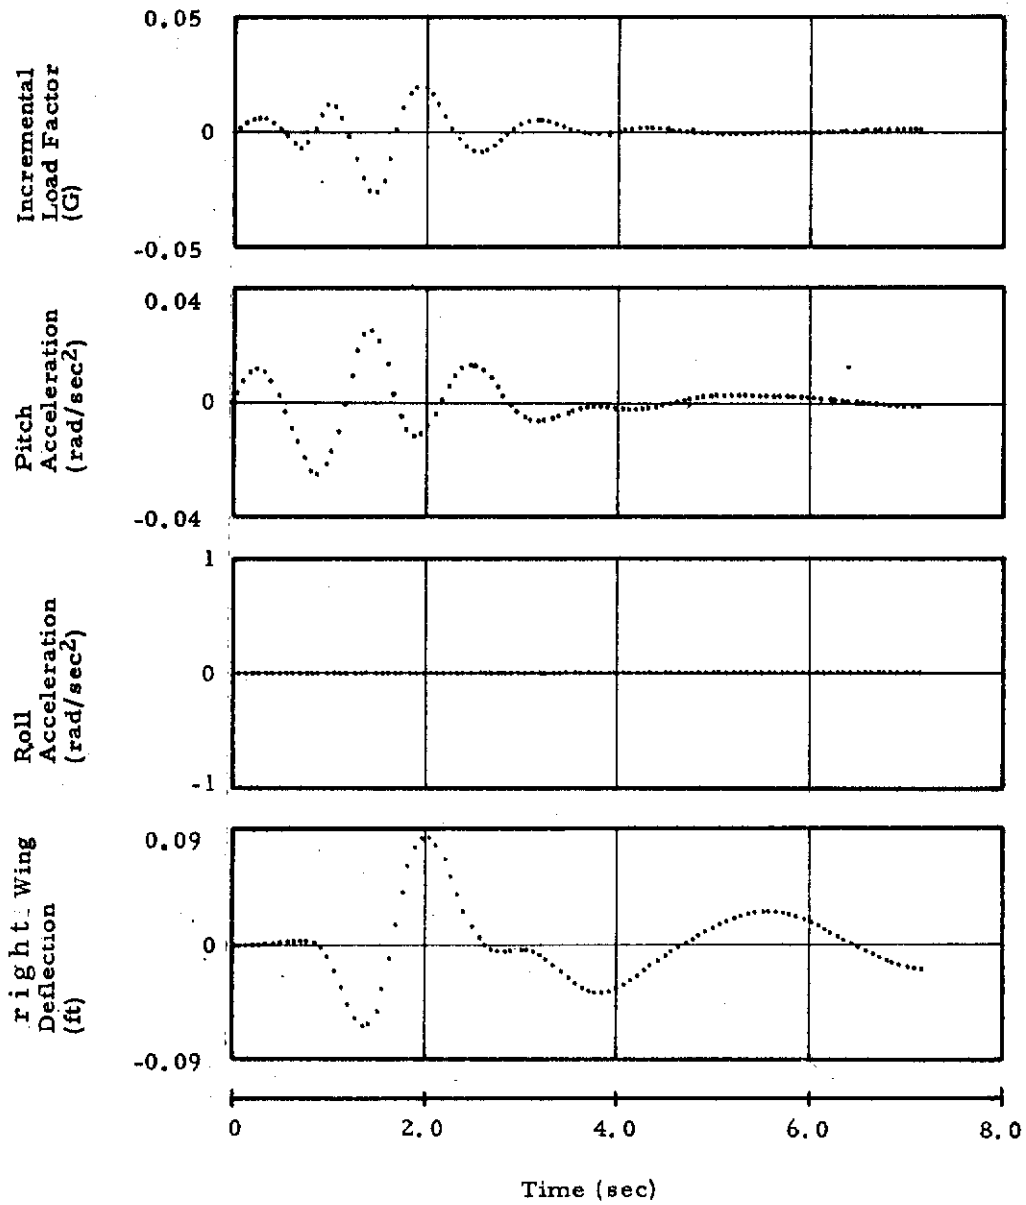 0.05
Incremental
Load Factor
(G)
0
-0.05
0.04
Pitch
Acceleration
(rad/sec2)
0
-0.04
1
Roll
Acceleration
(rad/sec2)
0
-1
0.09
right Wing
Deflection
(ft)
0
-0.09
0 2.0 4.0 6.0 8.0
Time (sec)